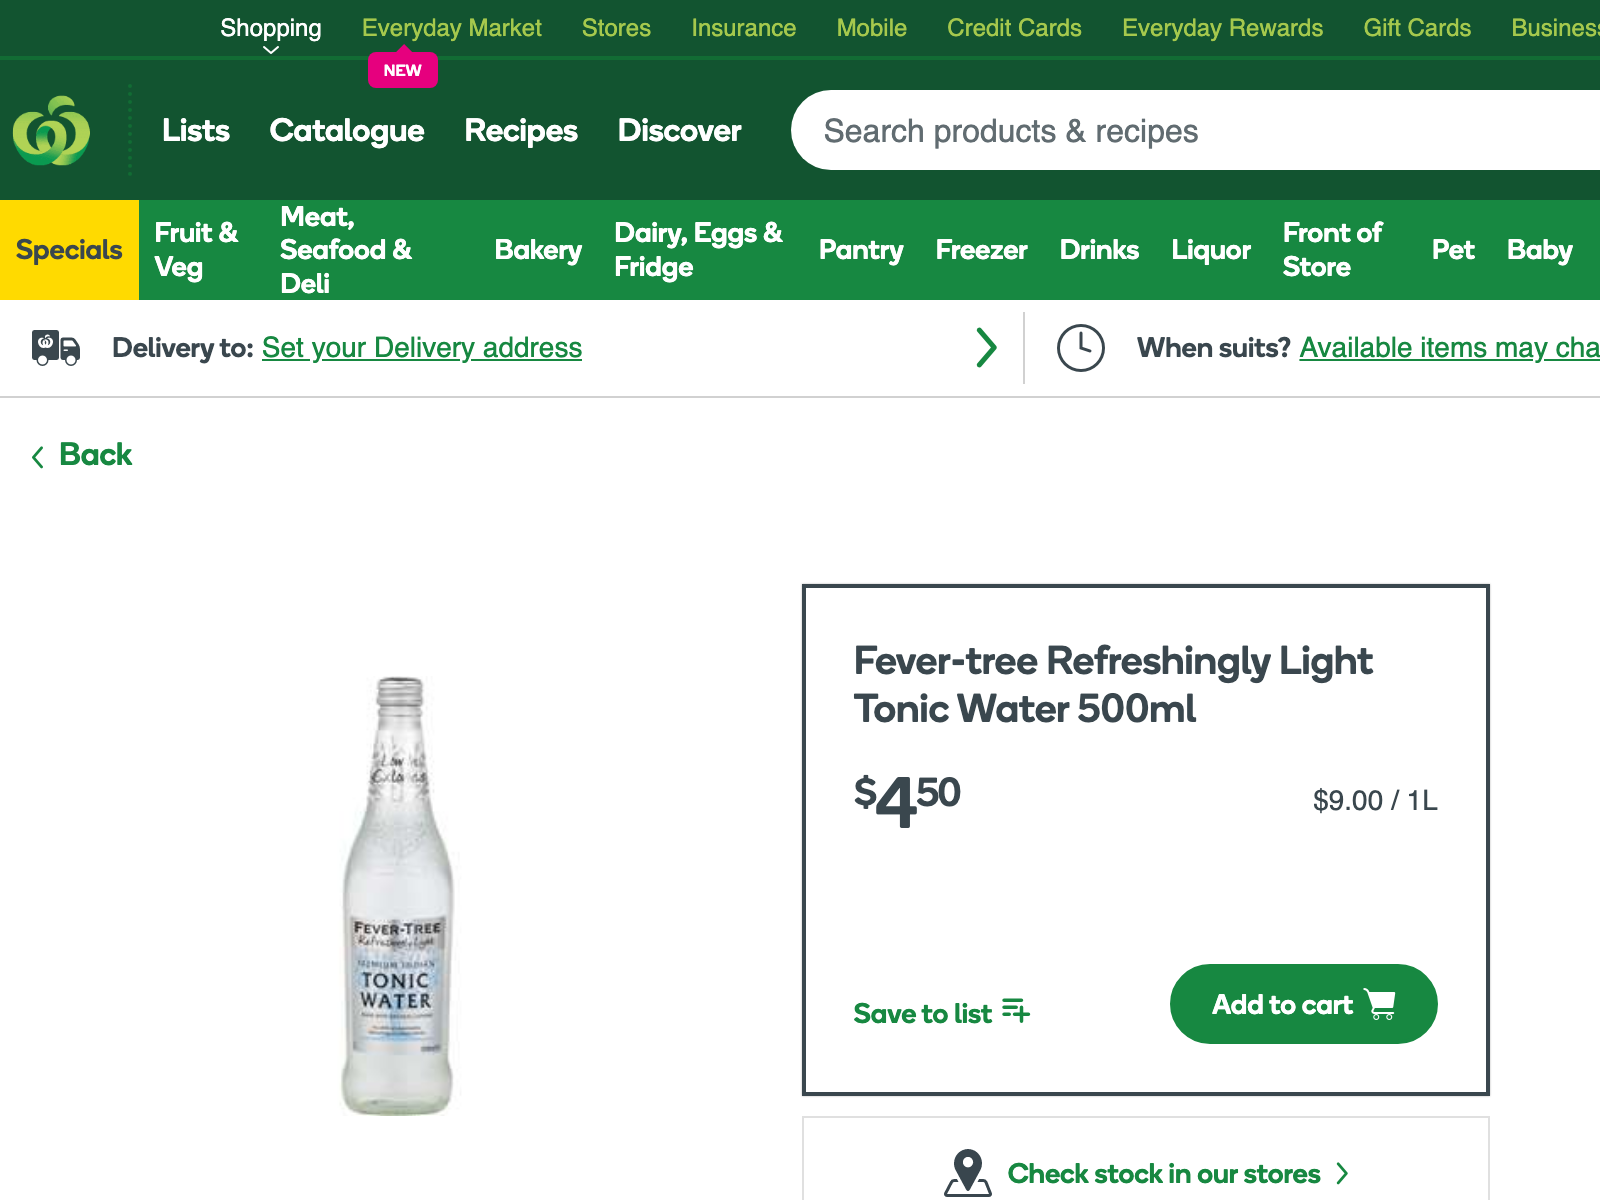 Shopping Everyday Market Stores Insurance Mobile Credit Cards Everyday Rewards Gift Cards Business
NEW
Lists Catalogue Recipes Discover Search products & recipes
Specials
Fruit &
Veg
Meat,
Seafood &
Deli
Bakery
Dairy, Eggs &
Fridge
Pantry
Freezer
Drinks
Liquor
Front of
Store
Pet
Baby
Delivery to: Set your Delivery address
When suits? Available items may cha
Back
Fever-tree Refreshingly Light
Tonic Water 500ml
$4.50
$9.00 / 1L
Save to list
Add to cart
Check stock in our stores
FEVER-TREE
Refreshingly Light
PREMIUM INDIAN
TONIC
WATER